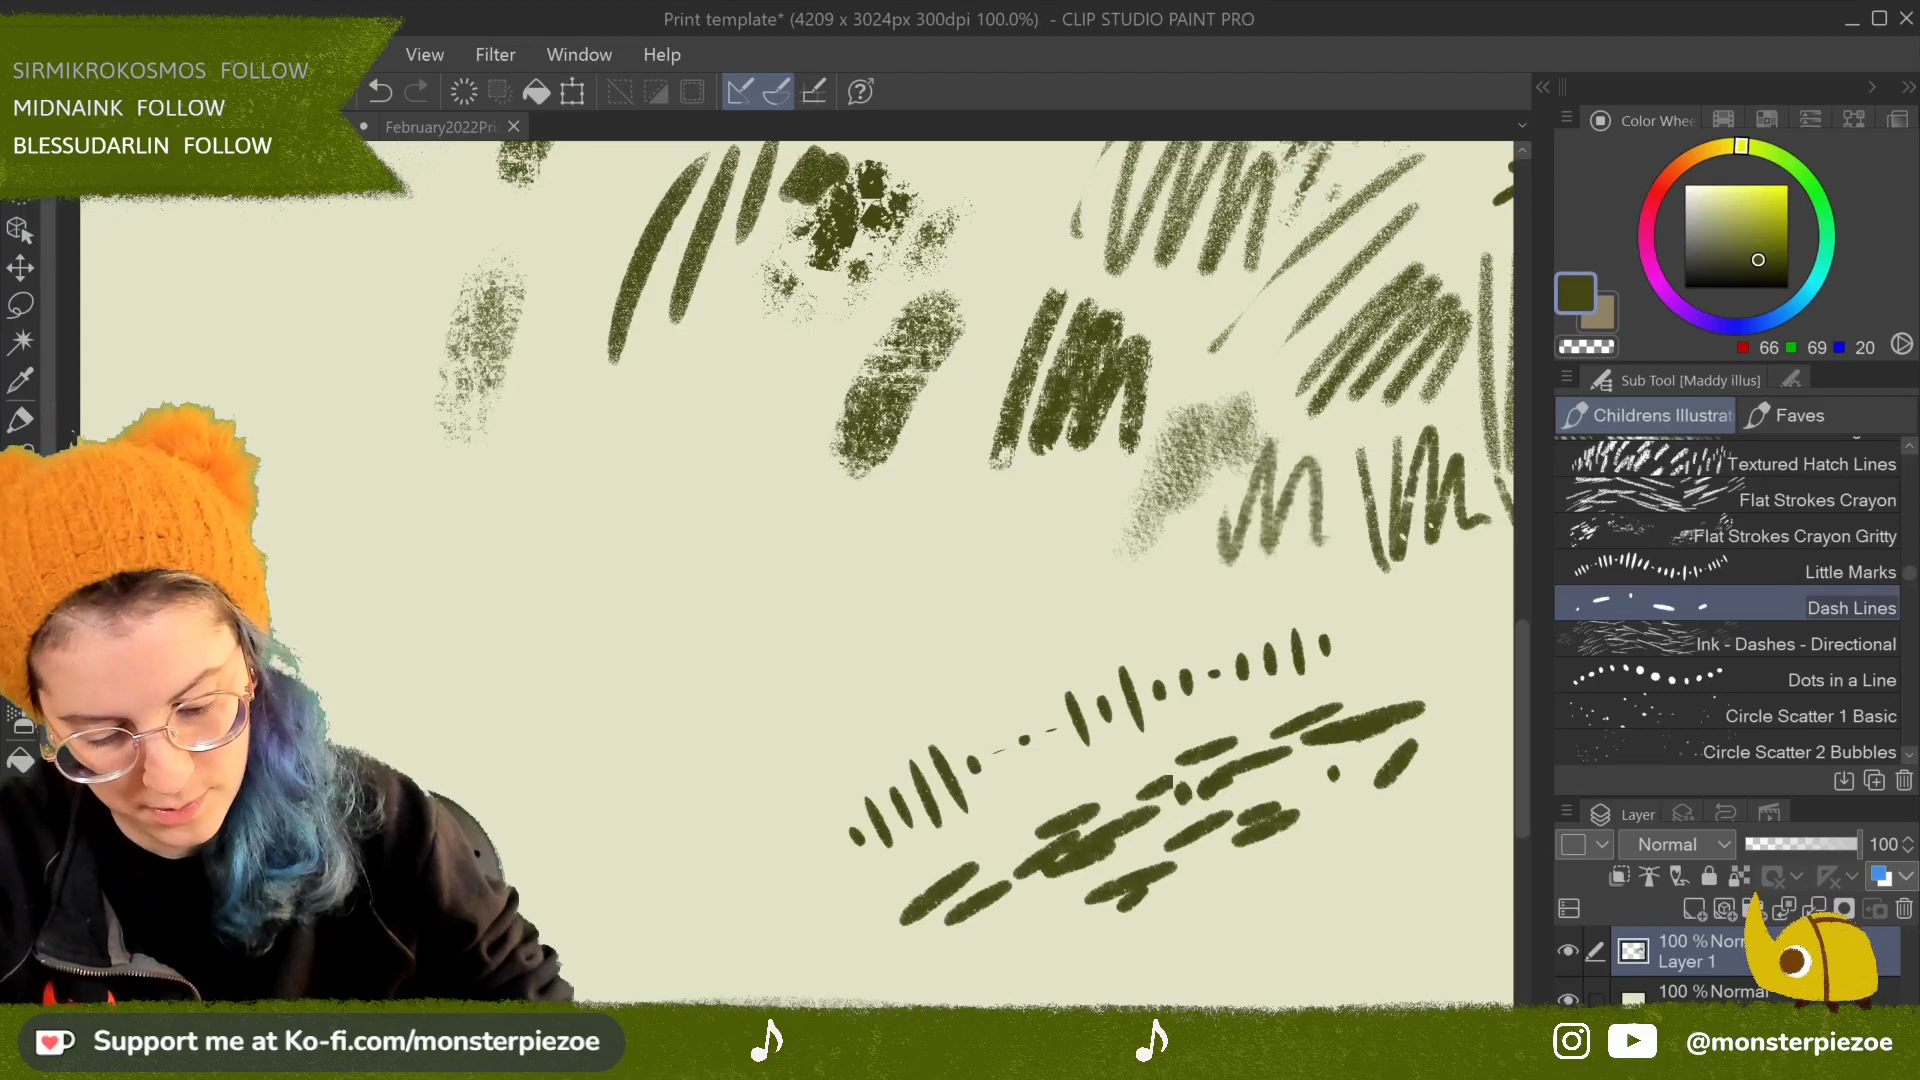 Print template* (4209 x 3024px 300dpi 100.0%) - CLIP STUDIO PAINT PRO
SIRMIKROKOSMOS FOLLOW
MIDNAINK FOLLOW
BLESSUDARLIN FOLLOW
View Filter Window Help
February2022Pri
Color Whee
66 69 20
Sub Tool [Maddy illus]
Childrens Illustrat Faves
Textured Hatch Lines
Flat Strokes Crayon
Flat Strokes Crayon Gritty
Little Marks
Dash Lines
Ink - Dashes - Directional
Dots in a Line
Circle Scatter 1 Basic
Circle Scatter 2 Bubbles
Layer
Normal 100
100 % Nor
Layer 1
100 % Normal
Support me at Ko-fi.com/monsterpiezoe
@monsterpiezoe